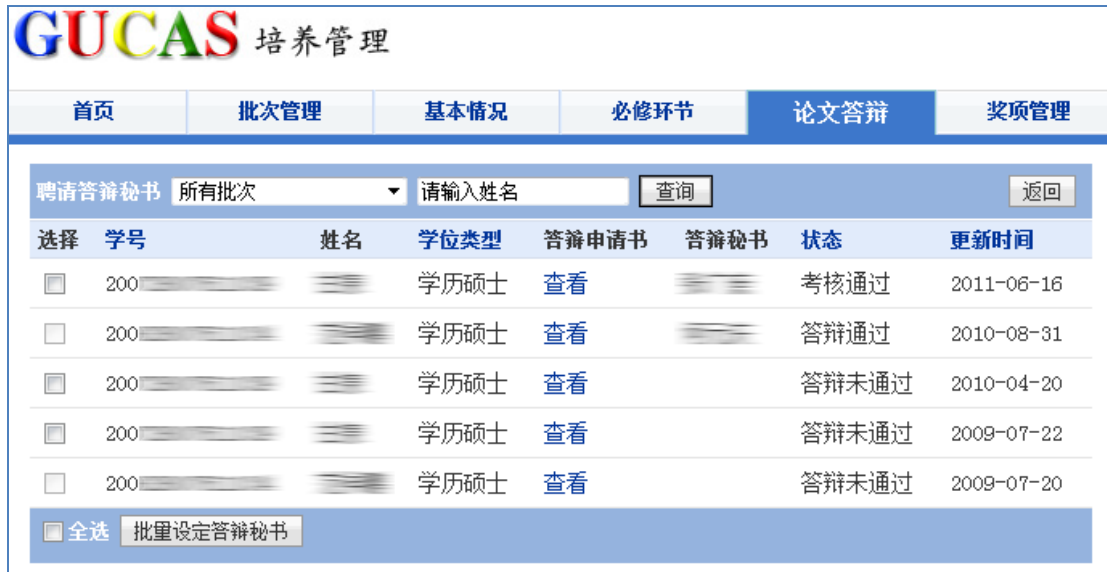 GUCAS 培养管理
首页 批次管理 基本情况 必修环节 论文答辩 奖项管理
聘请答辩秘书 所有批次 请输入姓名 查询 返回
选择 学号 姓名 学位类型 答辩申请书 答辩秘书 状态 更新时间
200 学历硕士 查看 考核通过 2011-06-16
200 学历硕士 查看 答辩通过 2010-08-31
200 学历硕士 查看 答辩未通过 2010-04-20
200 学历硕士 查看 答辩未通过 2009-07-22
200 学历硕士 查看 答辩未通过 2009-07-20
全选 批里设定答辩秘书